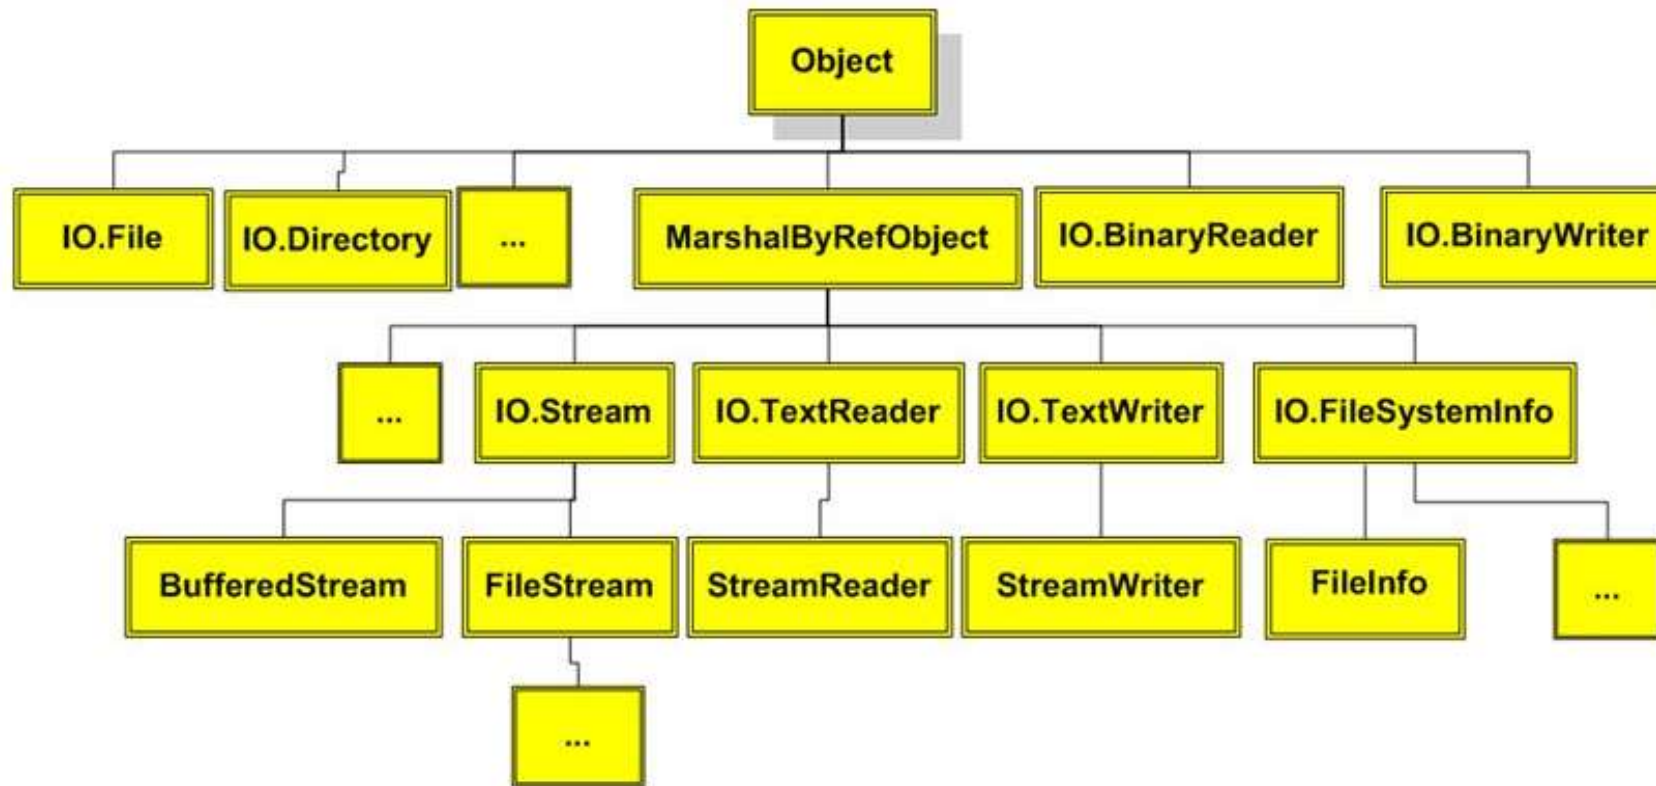 Object
IO.File
IO.Directory
...
MarshalByRefObject
IO.BinaryReader
IO.BinaryWriter
...
IO.Stream
IO.TextReader
IO.TextWriter
IO.FileSystemInfo
BufferedStream
FileStream
StreamReader
StreamWriter
FileInfo
...
...